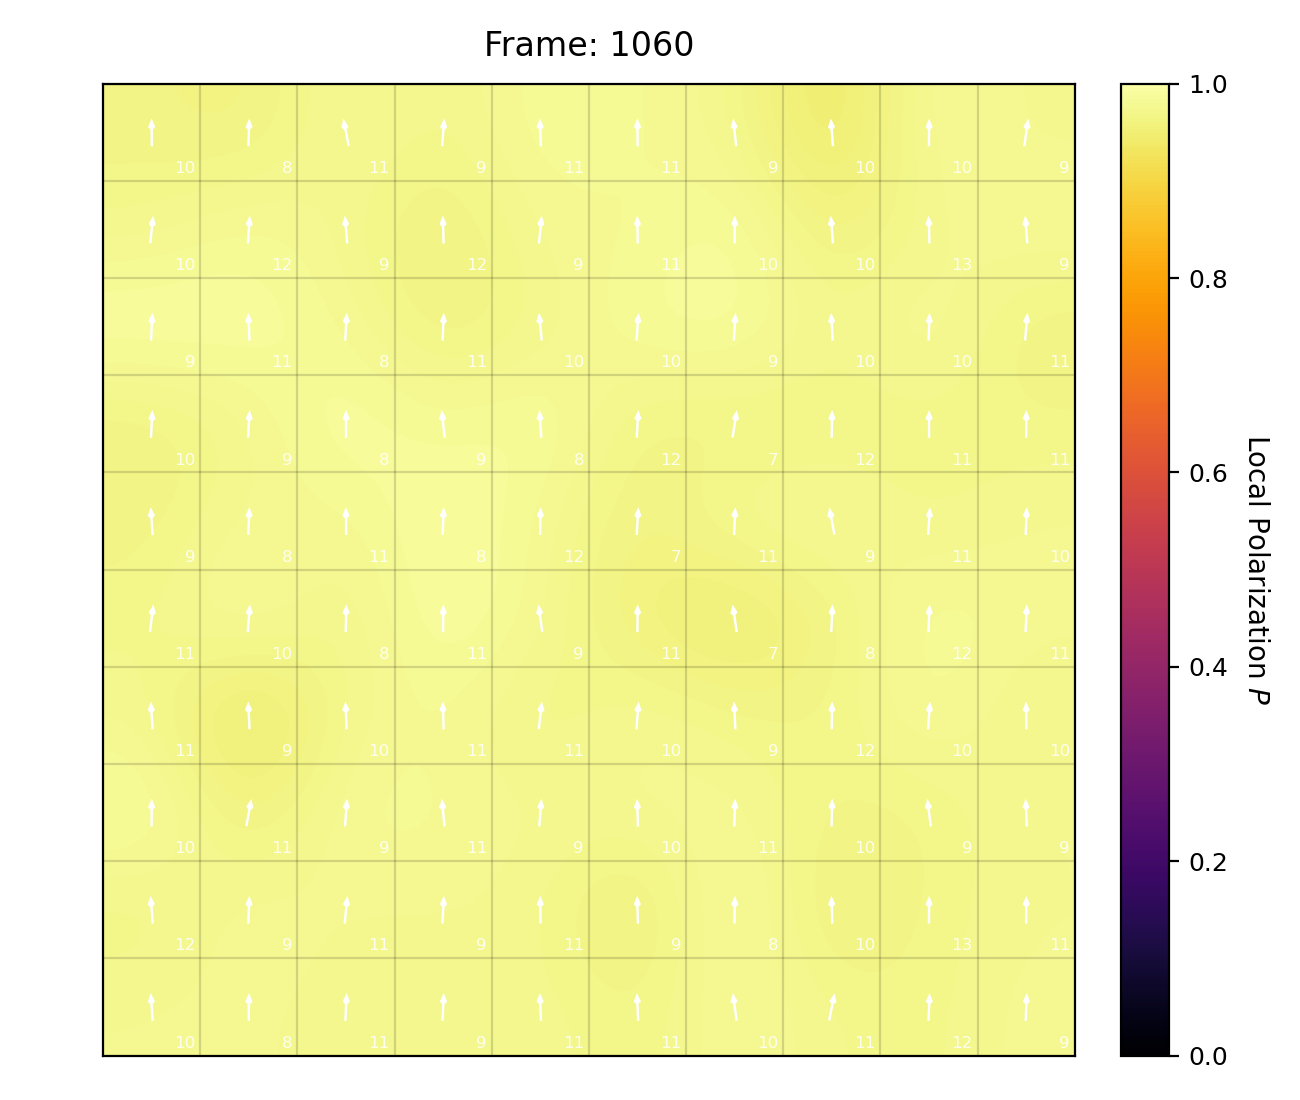 Frame: 1060
1.0
10 8 11 9 11 11 9 10 10 9
10 12 9 12 9 11 10 10 13 9
0.8
9 11 8 11 10 10 9 10 10 11
10 9 8 9 8 12 7 12 11 11
0.6
9 8 11 8 12 7 11 9 11 10
Local Polarization P
11 10 8 11 9 11 7 8 12 11
0.4
11 9 10 11 11 10 9 12 10 10
10 11 9 11 9 10 11 10 9 9
0.2
12 9 11 9 11 9 8 10 13 11
10 8 11 9 11 11 10 11 12 9
0.0